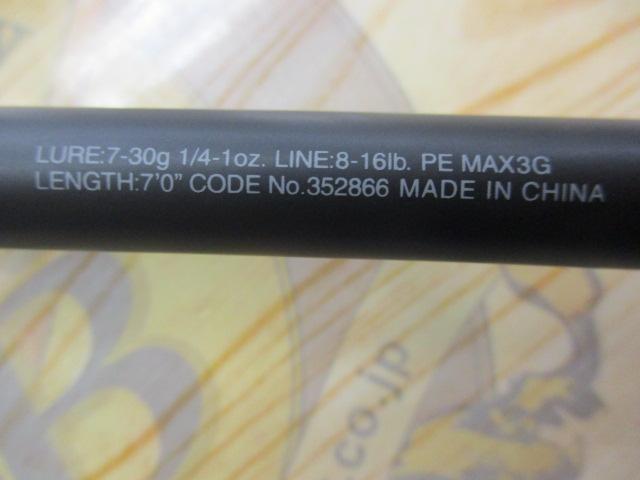 LURE:7-30g 1/4-1oz. LINE:8-16lb. PE MAX3G
LENGTH:7'0" CODE No.352866 MADE IN CHINA
B
.co.jp